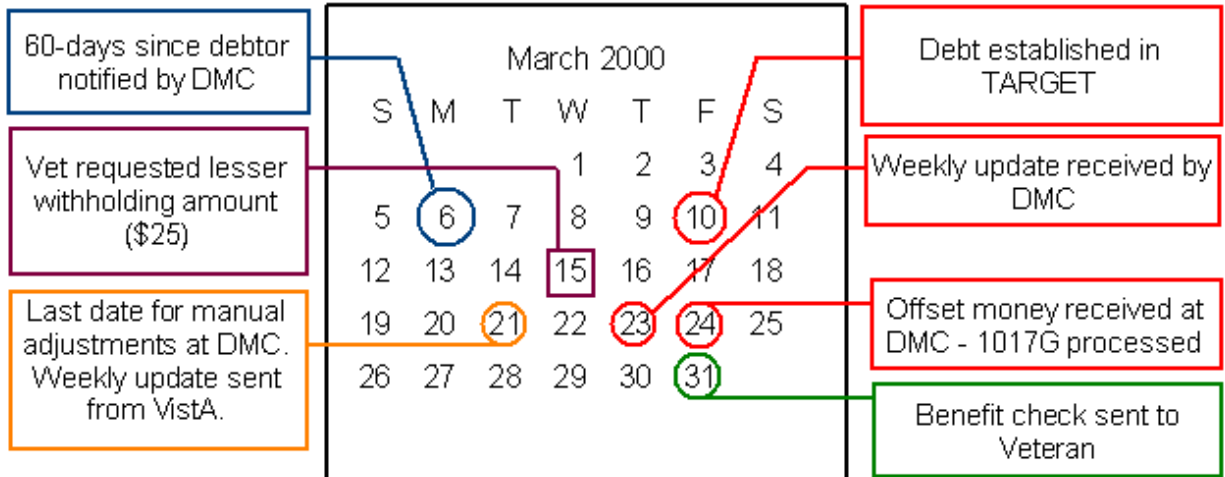 60-days since debtor
notified by DMC
Vet requested lesser
withholding amount
($25)
Last date for manual
adjustments at DMC.
Weekly update sent
from VistA.
March 2000
S M T W T F S
1 2 3 4
5 6 7 8 9 10 11
12 13 14 15 16 17 18
19 20 21 22 23 24 25
26 27 28 29 30 31
Debt established in
TARGET
Weekly update received by
DMC
Offset money received at
DMC - 1017G processed
Benefit check sent to
Veteran